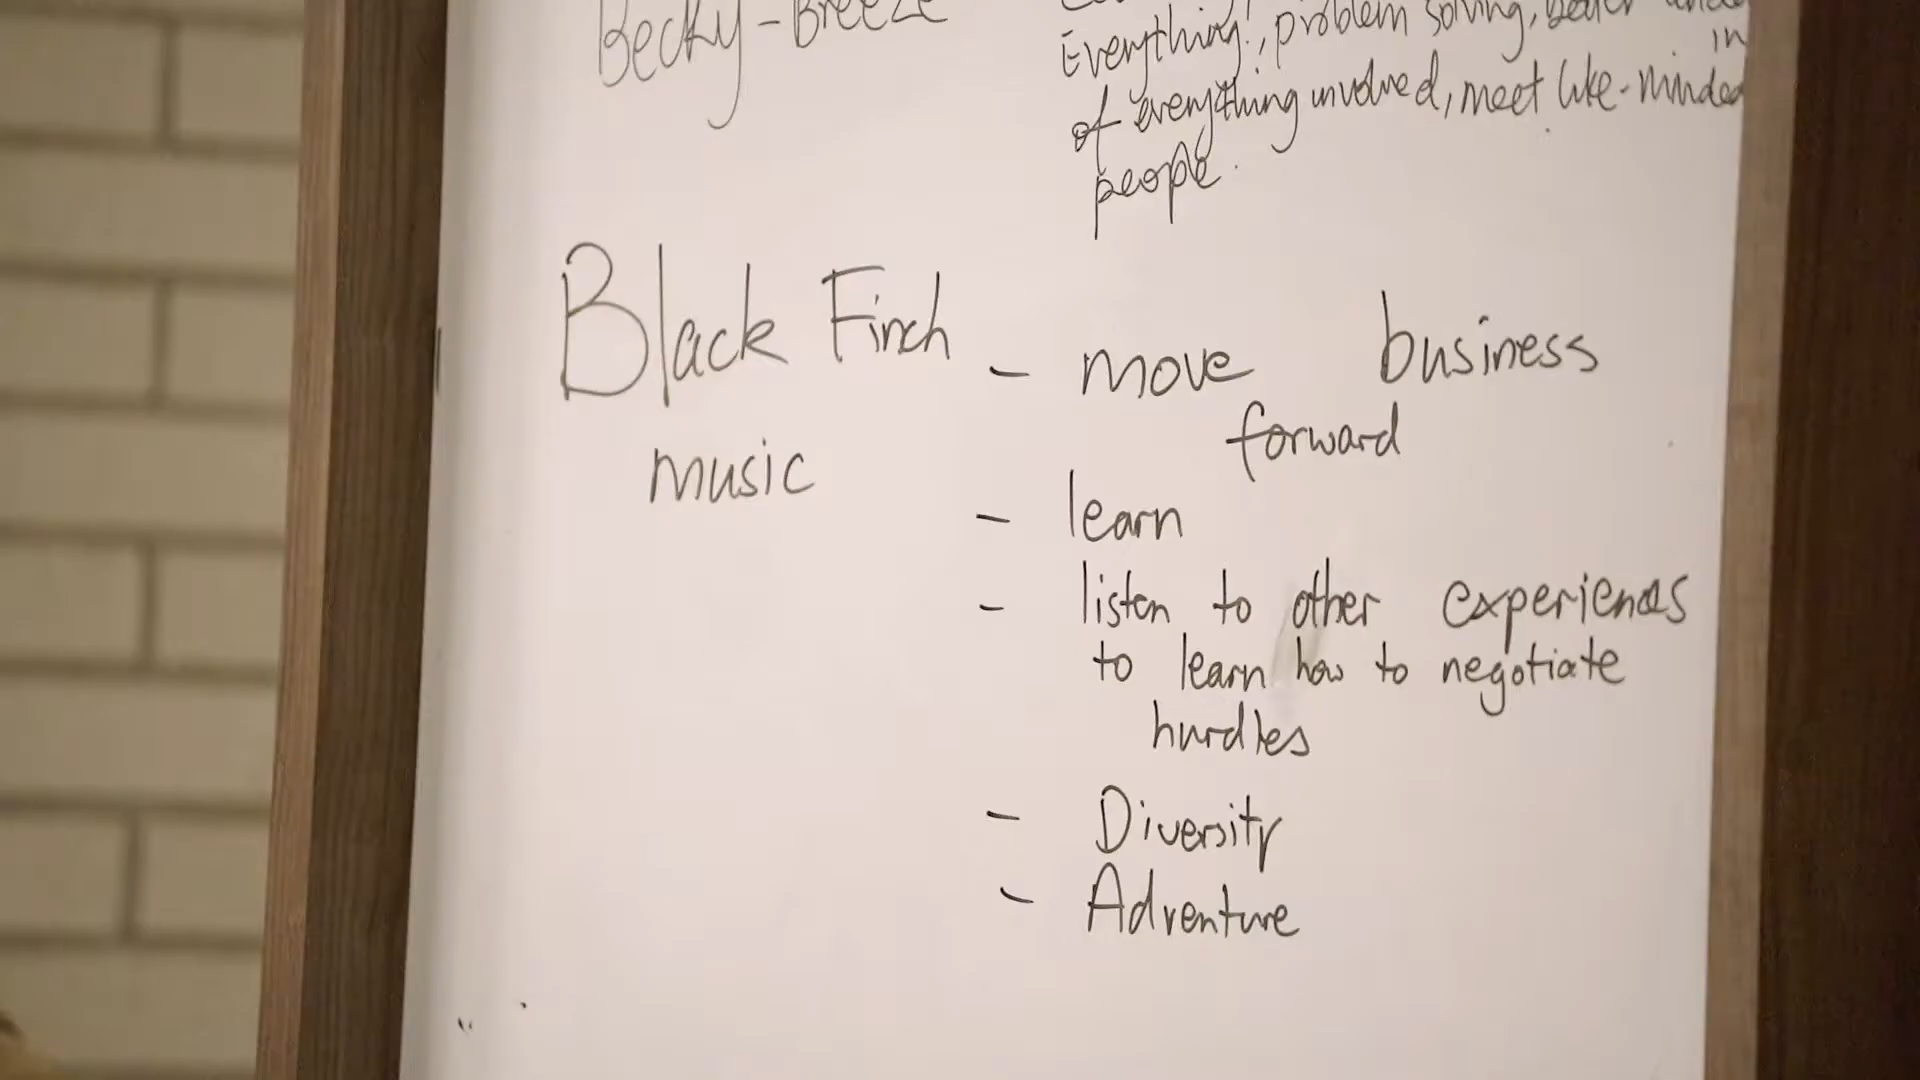 Becky - Breeze
Everything!, problem solving,
in
of everything involved, meet like-minded
people.
Black Finch
music
- move business
forward
- learn
- listen to other experiences
to learn how to negotiate
hurdles
- Diversity
- Adventure